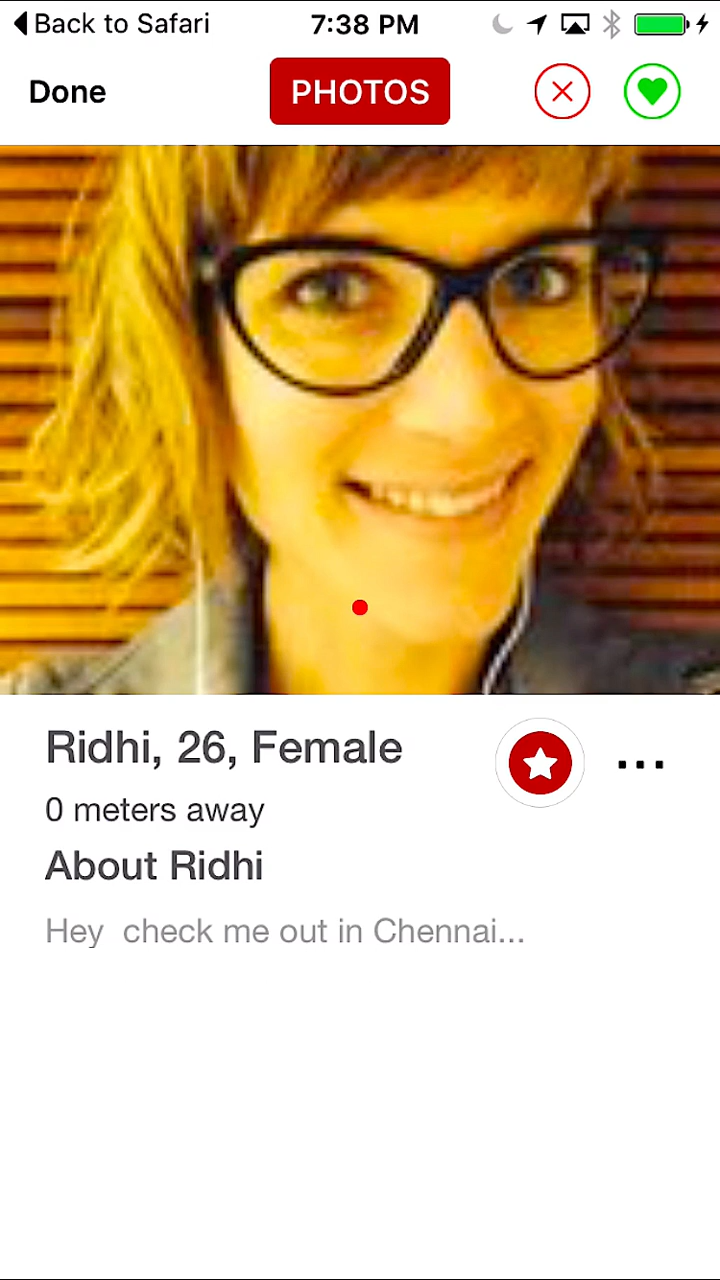 Back to Safari 7:38 PM
Done PHOTOS
Ridhi, 26, Female
0 meters away
About Ridhi
Hey  check me out in Chennai...